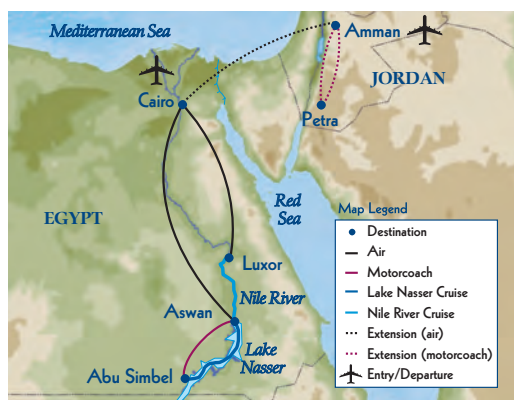 Mediterranean Sea
Amman
JORDAN
Cairo
Petra
Red
Sea
EGYPT
Map Legend
Destination
Air
Motorcoach
Lake Nasser Cruise
Nile River Cruise
Extension (air)
Extension (motorcoach)
Entry/Departure
Luxor
Nile River
Aswan
Lake
Nasser
Abu Simbel